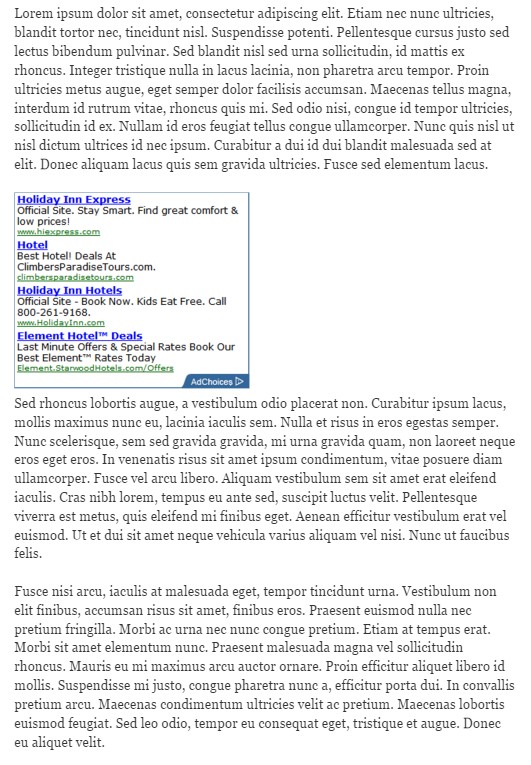 Lorem ipsum dolor sit amet, consectetur adipiscing elit. Etiam nec nunc ultricies,
blandit tortor nec, tincidunt nisl. Suspendisse potenti. Pellentesque cursus justo sed
lectus bibendum pulvinar. Sed blandit nisl sed urna sollicitudin, id mattis ex
rhoncus. Integer tristique nulla in lacus lacinia, non pharetra arcu tempor. Proin
ultricies metus augue, eget semper dolor facilisis accumsan. Maecenas tellus magna,
interdum id rutrum vitae, rhoncus quis mi. Sed odio nisi, congue id tempor ultricies,
sollicitudin id ex. Nullam id eros feugiat tellus congue ullamcorper. Nunc quis nisl ut
nisl dictum ultrices id nec ipsum. Curabitur a dui id dui blandit malesuada sed at
elit. Donec aliquam lacus quis sem gravida ultricies. Fusce sed elementum lacus.
Holiday Inn Express
Official Site. Stay Smart. Find great comfort &
low prices!
www.hiexpress.com
Hotel
Best Hotel! Deals At
ClimbersParadiseTours.com.
climbersparadisetours.com
Holiday Inn Hotels
Official Site - Book Now. Kids Eat Free. Call
800-261-9168.
www.HolidayInn.com
Element Hotel™ Deals
Last Minute Offers & Special Rates Book Our
Best Element™ Rates Today
Element.StarwoodHotels.com/Offers
AdChoices
Sed rhoncus lobortis augue, a vestibulum odio placerat non. Curabitur ipsum lacus,
mollis maximus nunc eu, lacinia iaculis sem. Nulla et risus in eros egestas semper.
Nunc scelerisque, sem sed gravida gravida, mi urna gravida quam, non laoreet neque
eros eget eros. In venenatis risus sit amet ipsum condimentum, vitae posuere diam
ullamcorper. Fusce vel arcu libero. Aliquam vestibulum sem sit amet erat eleifend
iaculis. Cras nibh lorem, tempus eu ante sed, suscipit luctus velit. Pellentesque
viverra est metus, quis eleifend mi finibus eget. Aenean efficitur vestibulum erat vel
euismod. Ut et dui sit amet neque vehicula varius aliquam vel nisi. Nunc ut faucibus
felis.
Fusce nisi arcu, iaculis at malesuada eget, tempor tincidunt urna. Vestibulum non
elit finibus, accumsan risus sit amet, finibus eros. Praesent euismod nulla nec
pretium fringilla. Morbi ac urna nec nunc congue pretium. Etiam at tempus erat.
Morbi sit amet elementum nunc. Praesent malesuada magna vel sollicitudin
rhoncus. Mauris eu mi maximus arcu auctor ornare. Proin efficitur aliquet libero id
mollis. Suspendisse mi justo, congue pharetra nunc a, efficitur porta dui. In convallis
pretium arcu. Maecenas condimentum ultricies velit ac pretium. Maecenas lobortis
euismod feugiat. Sed leo odio, tempor eu consequat eget, tristique et augue. Donec
eu aliquet velit.